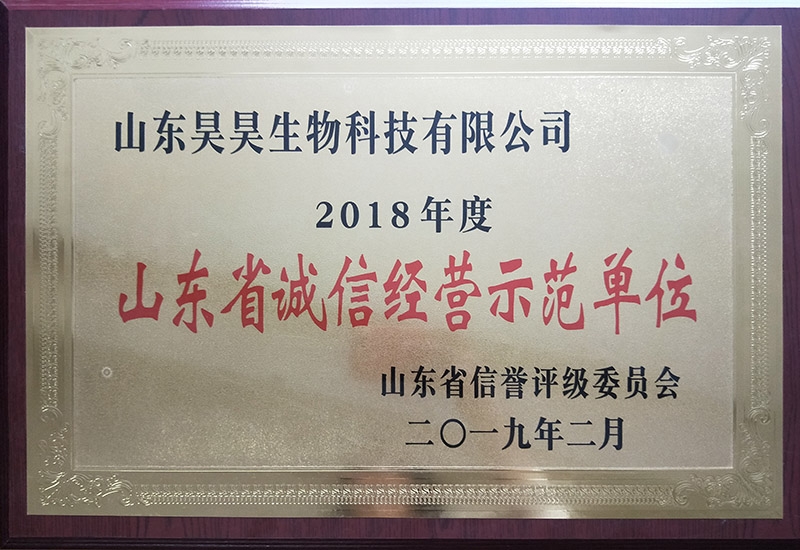 山东昊昊生物科技有限公司
2018年度
山东省诚信经营示范单位
山东省信誉评级委员会
二〇一九年二月